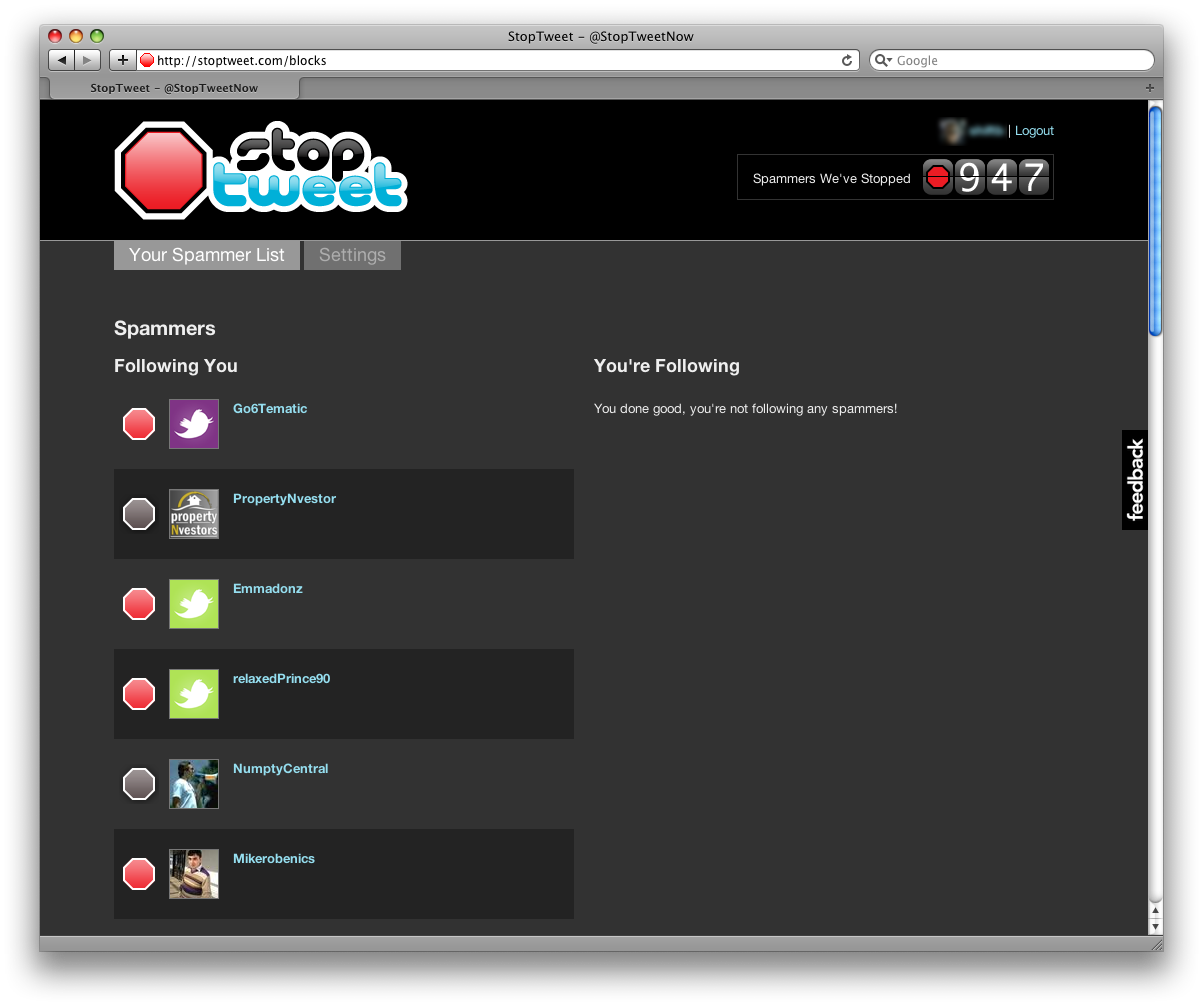 StopTweet – @StopTweetNow
http://stoptweet.com/blocks
Google
StopTweet – @StopTweetNow
stop
tweet
| Logout
Spammers We've Stopped 947
Your Spammer List
Settings
Spammers
Following You
You're Following
Go6Tematic
You done good, you're not following any spammers!
feedback
PropertyNvestor
property
Nvestors
Emmadonz
relaxedPrince90
NumptyCentral
Mikerobenics